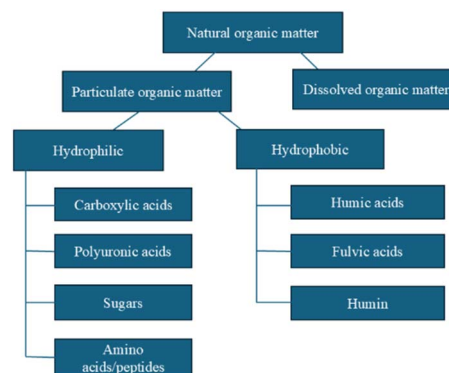 Natural organic matter
Particulate organic matter
Dissolved organic matter
Hydrophilic
Hydrophobic
Carboxylic acids
Polyuronic acids
Sugars
Amino
acids/peptides
Humic acids
Fulvic acids
Humin